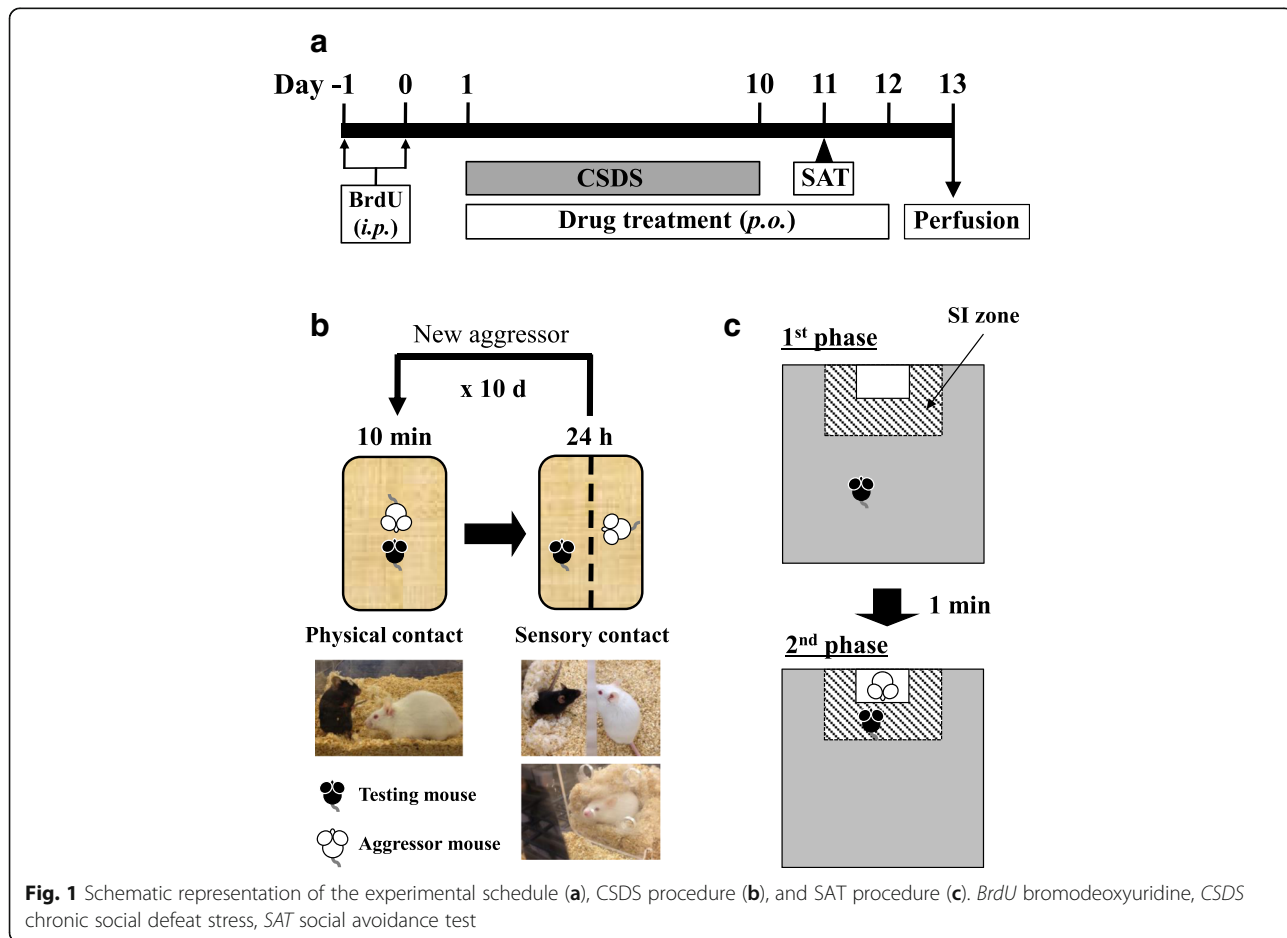 a
Day -1 0 1 10 11 12 13
BrdU
(i.p.)
CSDS
SAT
Drug treatment (p.o.)
Perfusion
b
New aggressor
x 10 d
10 min 24 h
Physical contact Sensory contact
Testing mouse
Aggressor mouse
c
SI zone
1st phase
1 min
2nd phase
Fig. 1 Schematic representation of the experimental schedule (a), CSDS procedure (b), and SAT procedure (c). BrdU bromodeoxyuridine, CSDS
chronic social defeat stress, SAT social avoidance test